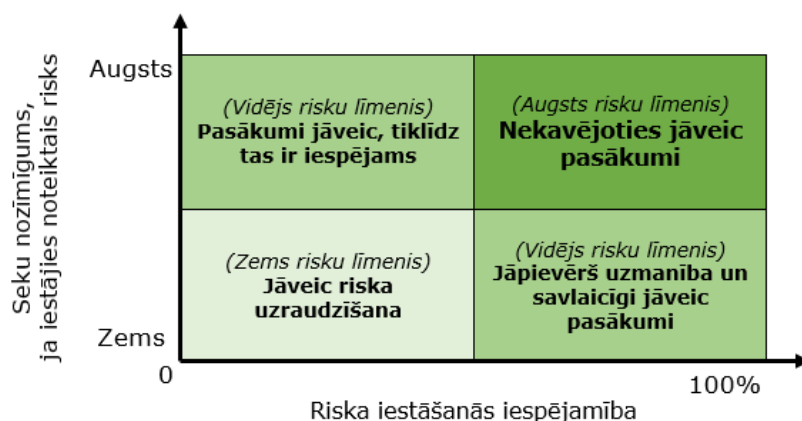 Seku nozīmīgums,
ja iestājies noteiktais risks
Augsts
(Vidējs risku līmenis)
Pasākumi jāveic, tiklīdz
tas ir iespējams
(Augsts risku līmenis)
Nekavējoties jāveic
pasākumi
(Zems risku līmenis)
Jāveic riska
uzraudzīšana
(Vidējs risku līmenis)
Jāpievērš uzmanība un
savlaicīgi jāveic
pasākumi
Zems
0
100%
Riska iestāšanās iespējamība